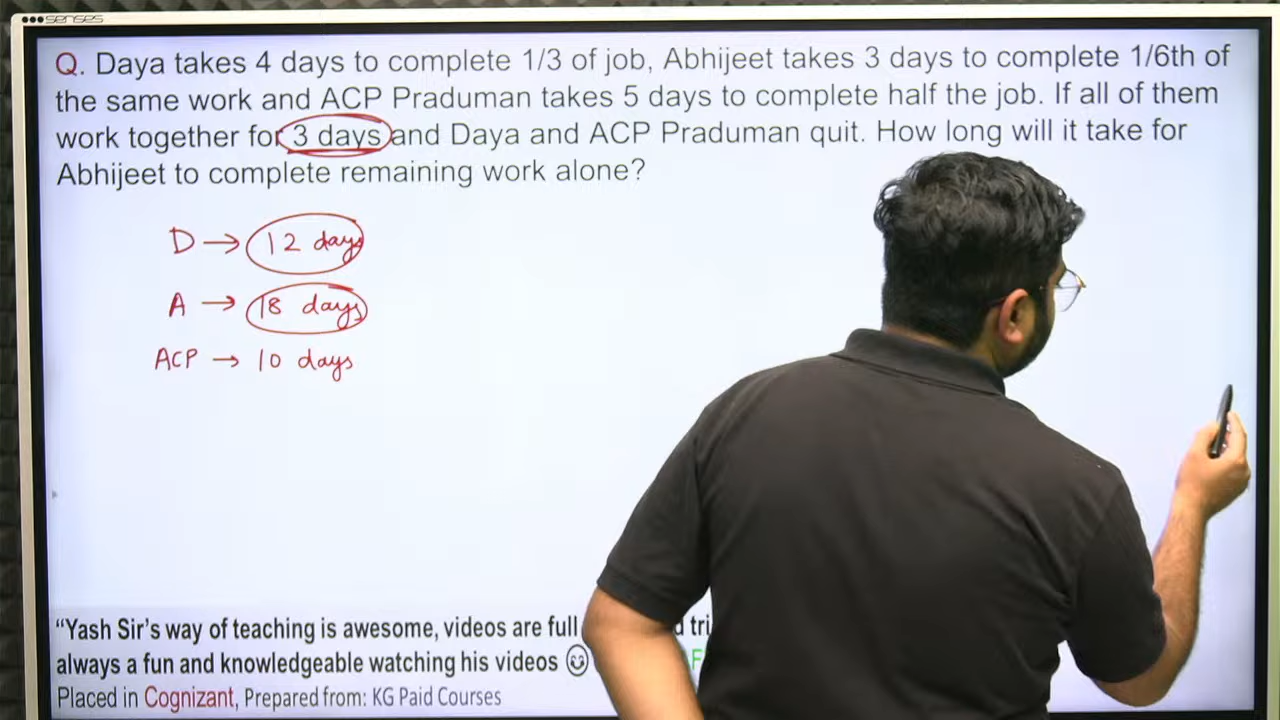 senses
Q. Daya takes 4 days to complete 1/3 of job, Abhijeet takes 3 days to complete 1/6th of
the same work and ACP Praduman takes 5 days to complete half the job. If all of them
work together for 3 days and Daya and ACP Praduman quit. How long will it take for
Abhijeet to complete remaining work alone?
D → 12 days
A → 18 days
ACP → 10 days
“Yash Sir’s way of teaching is awesome, videos are full
always a fun and knowledgeable watching his videos
Placed in Cognizant, Prepared from: KG Paid Courses